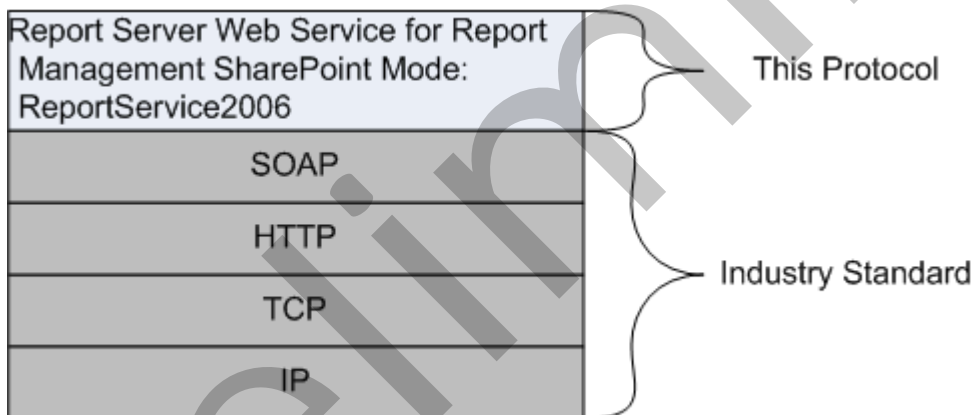 Report Server Web Service for Report
Management SharePoint Mode:
ReportService2006
This Protocol
SOAP
HTTP
TCP
IP
Industry Standard